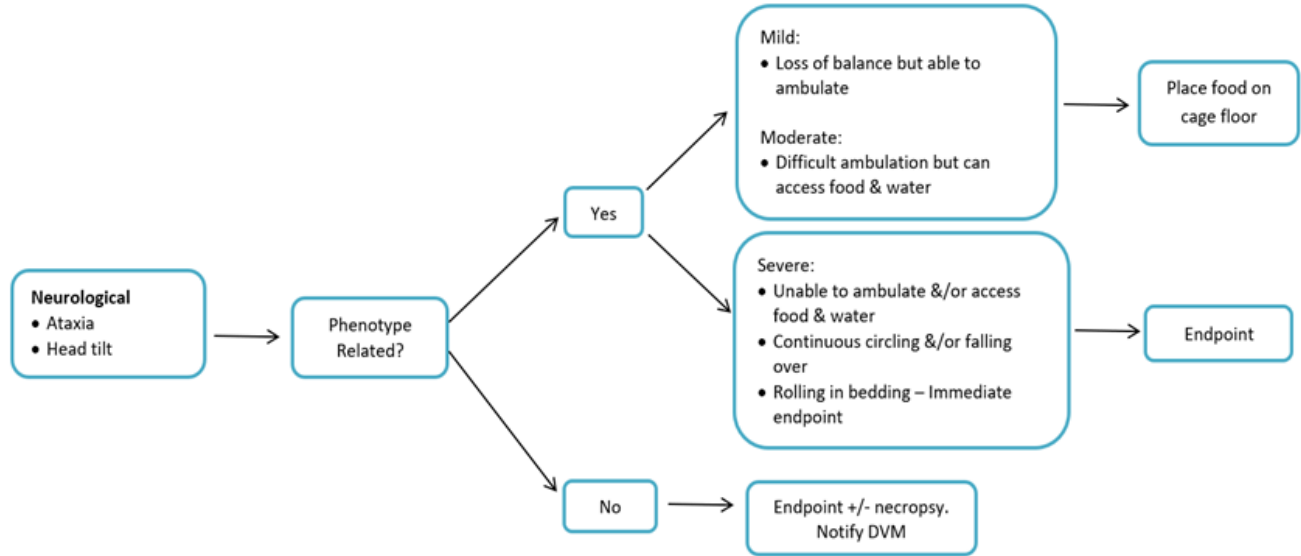 Neurological
• Ataxia
• Head tilt
Phenotype
Related?
Yes
Mild:
• Loss of balance but able to
ambulate
Moderate:
• Difficult ambulation but can
access food & water
Place food on
cage floor
Severe:
• Unable to ambulate &/or access
food & water
• Continuous circling &/or falling
over
• Rolling in bedding – Immediate
endpoint
Endpoint
No
Endpoint +/- necropsy.
Notify DVM